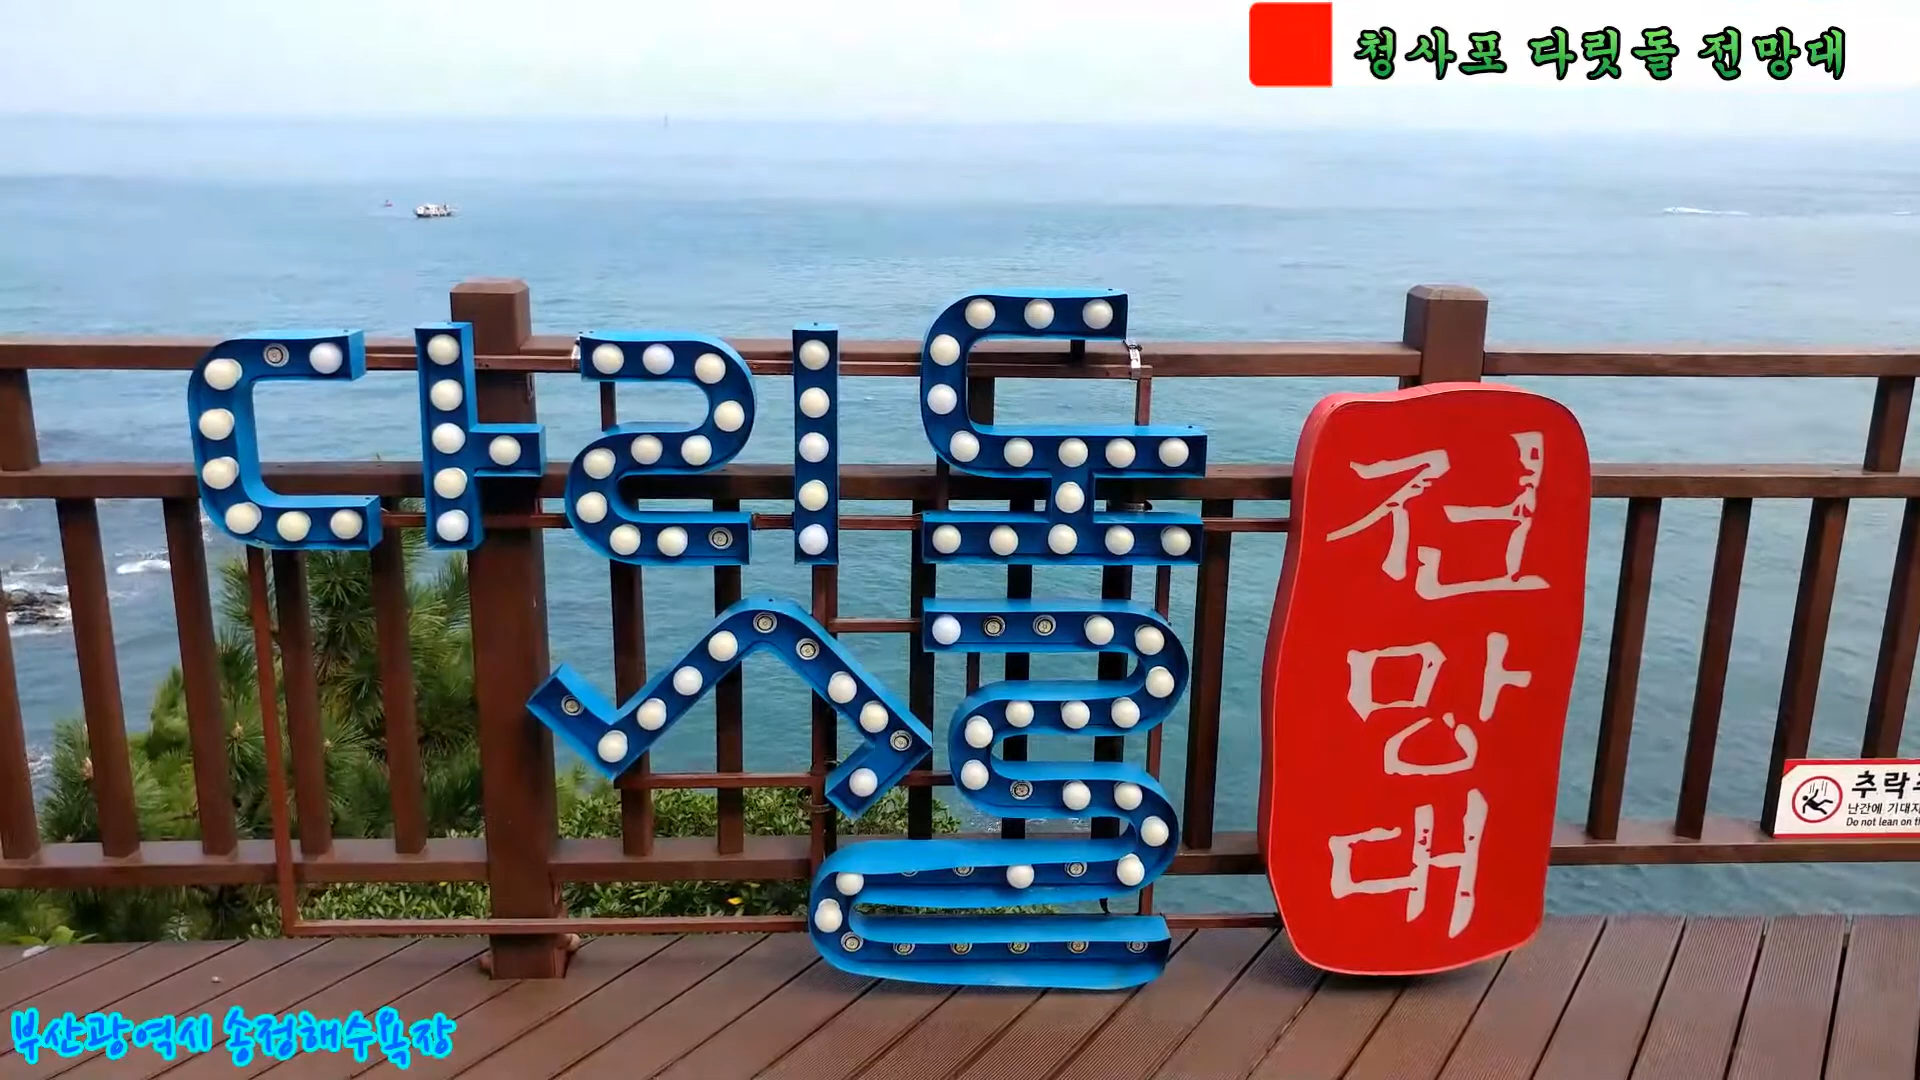 청사포 다릿돌 전망대
다릿돌
전
망
대
추락
난간에 기대지
Do not lean on
부산광역시 송정해수욕장